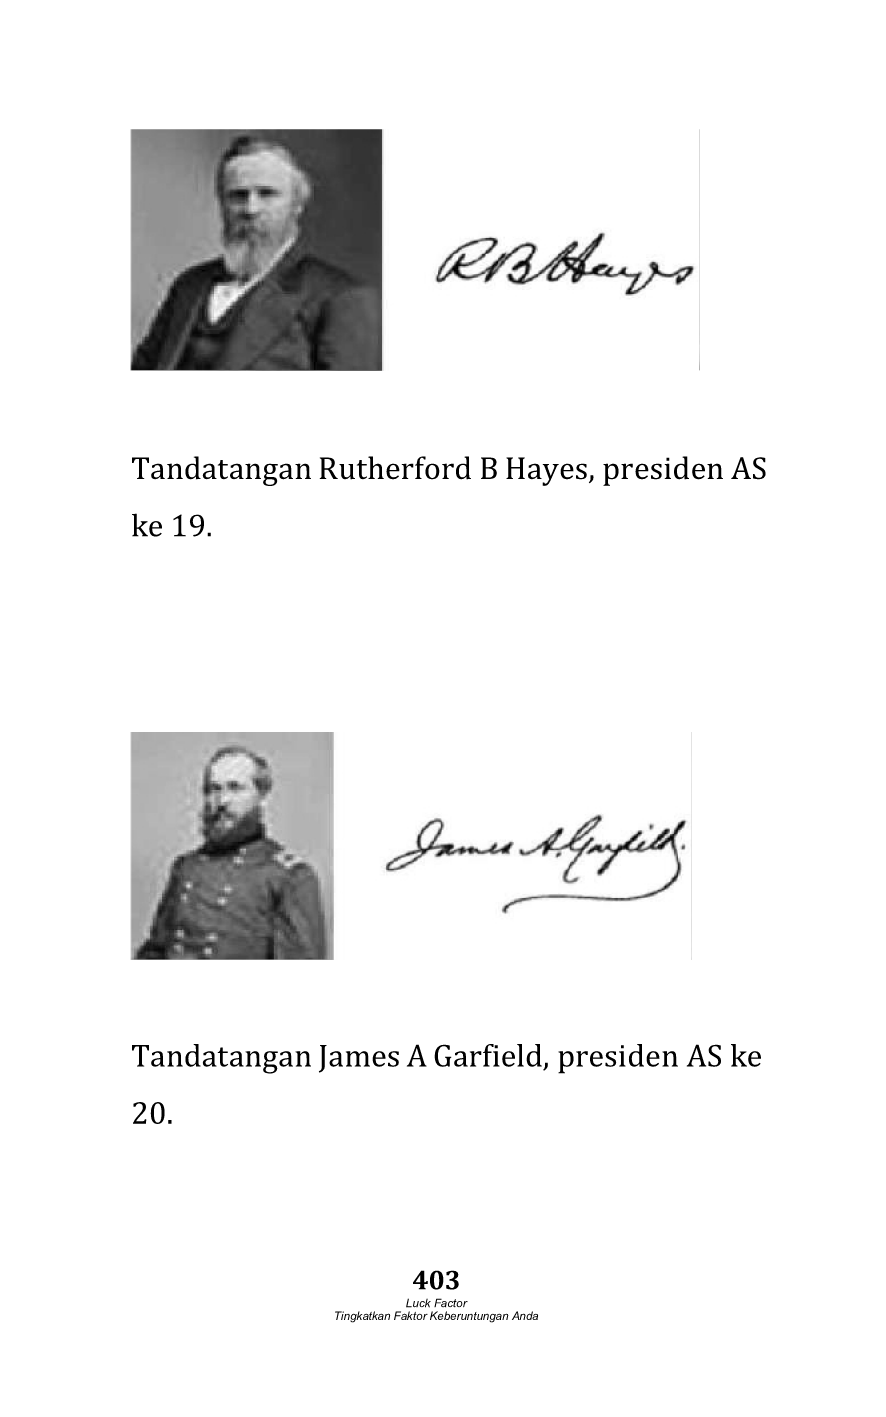 R B Hayes
Tandatangan Rutherford B Hayes, presiden AS
ke 19.
James A. Garfield.
Tandatangan James A Garfield, presiden AS ke
20.
403
Luck Factor
Tingkatkan Faktor Keberuntungan Anda